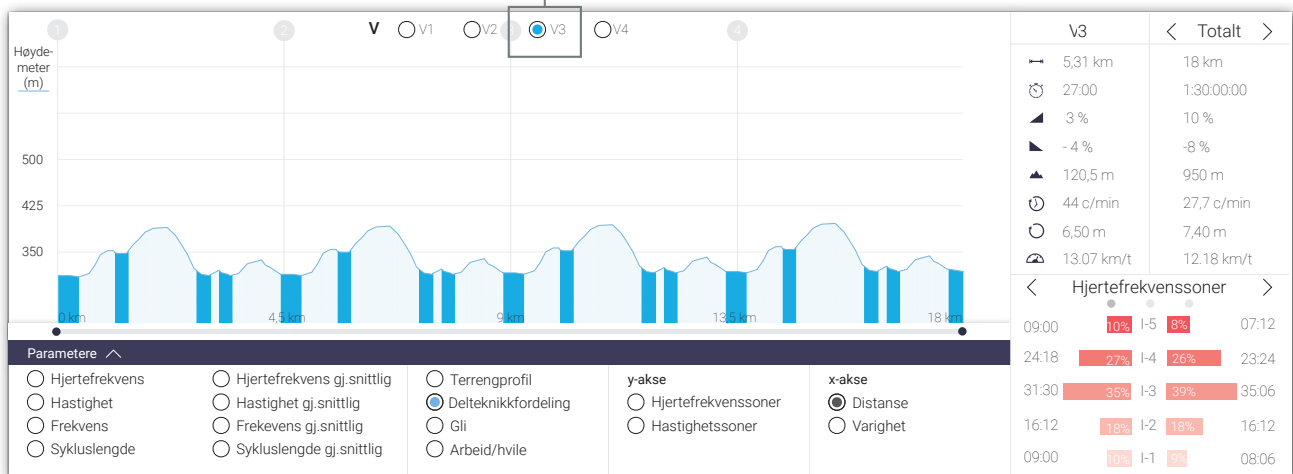 1 2 V V1 V2 3 V3 V4 4
Høyde-
meter
(m)
500
425
350
0 km 4,5 km 9 km 13,5 km 18 km
V3 Totalt
5,31 km 18 km
27:00 1:30:00:00
3 % 10 %
- 4 % -8 %
120,5 m 950 m
44 c/min 27,7 c/min
6,50 m 7,40 m
13.07 km/t 12.18 km/t
Hjertefrekvenssoner
09:00 10% I-5 8% 07:12
24:18 27% I-4 26% 23:24
31:30 35% I-3 39% 35:06
16:12 18% I-2 18% 16:12
09:00 10% I-1 9% 08:06
Parametere
Hjertefrekvens Hjertefrekvens gj.snittlig Terrengprofil y-akse x-akse
Hastighet Hastighet gj.snittlig Delteknikkfordeling Hjertefrekvenssoner Distanse
Frekvens Frekevens gj.snittlig Gli Hastighetssoner Varighet
Sykluslengde Sykluslengde gj.snittlig Arbeid/hvile